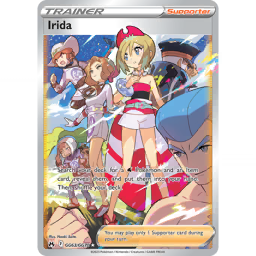 TRAINER
Supporter
Irida
Search your deck for a Pokémon and an Item
card, reveal them, and put them into your hand.
Then, shuffle your deck.
You may play only 1 Supporter card during
your turn.